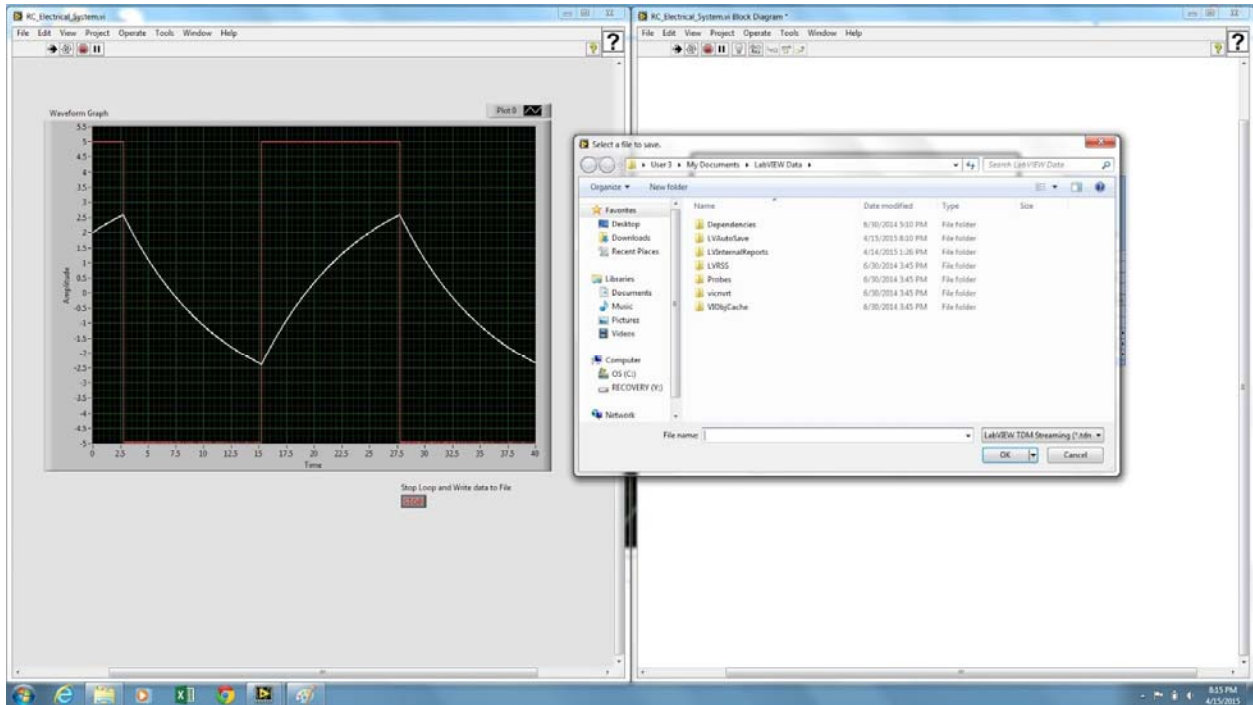 RC_Electrical_System.vi
File Edit View Project Operate Tools Window Help
?
Waveform Graph
Plot 0
5.5
5
4.5
4
3.5
3
2.5
2
1.5
1
0.5
0
-0.5
-1
-1.5
-2
-2.5
-3
-3.5
-4
-4.5
-5
Amplitude
0 2.5 5 7.5 10 12.5 15 17.5 20 22.5 25 27.5 30 32.5 35 37.5 40
Time
Stop Loop and Write data to File
STOP
RC_Electrical_System.vi Block Diagram *
File Edit View Project Operate Tools Window Help
?
Select a file to save.
User3 My Documents LabVIEW Data
Search LabVIEW Data
Organize New folder
Favorites
Desktop
Downloads
Recent Places
Libraries
Documents
Music
Pictures
Videos
Computer
OS (C:)
RECOVERY (Y:)
Network
Name Date modified Type Size
Dependencies 6/30/2014 5:10 PM File folder
LVAutoSave 4/15/2015 8:10 PM File folder
LVInternalReports 4/14/2015 1:26 PM File folder
LVRSS 6/30/2014 3:45 PM File folder
Probes 6/30/2014 3:45 PM File folder
vicnvrt 6/30/2014 3:45 PM File folder
VIObjCache 6/30/2014 3:45 PM File folder
File name:
LabVIEW TDM Streaming (*.tdm
OK Cancel
8:15 PM
4/15/2015